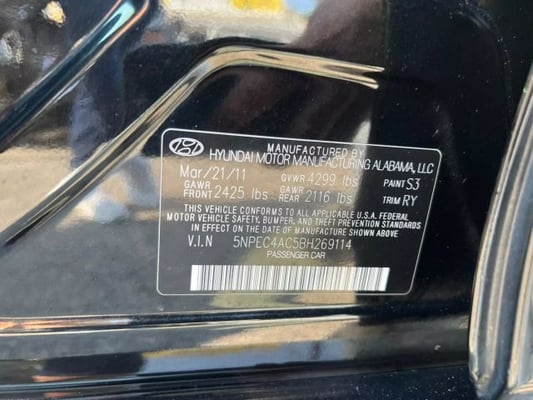 MANUFACTURED BY
HYUNDAI MOTOR MANUFACTURING ALABAMA, LLC
Mar/21/11 GVWR 4299 lbs PAINT S3
GAWR FRONT 2425 lbs GAWR REAR 2116 lbs TRIM RY
THIS VEHICLE CONFORMS TO ALL APPLICABLE U.S.A. FEDERAL
MOTOR VEHICLE SAFETY, BUMPER, AND THEFT PREVENTION STANDARDS
IN EFFECT ON THE DATE OF MANUFACTURE SHOWN ABOVE.
V.I.N 5NPEC4AC5BH269114
PASSENGER CAR